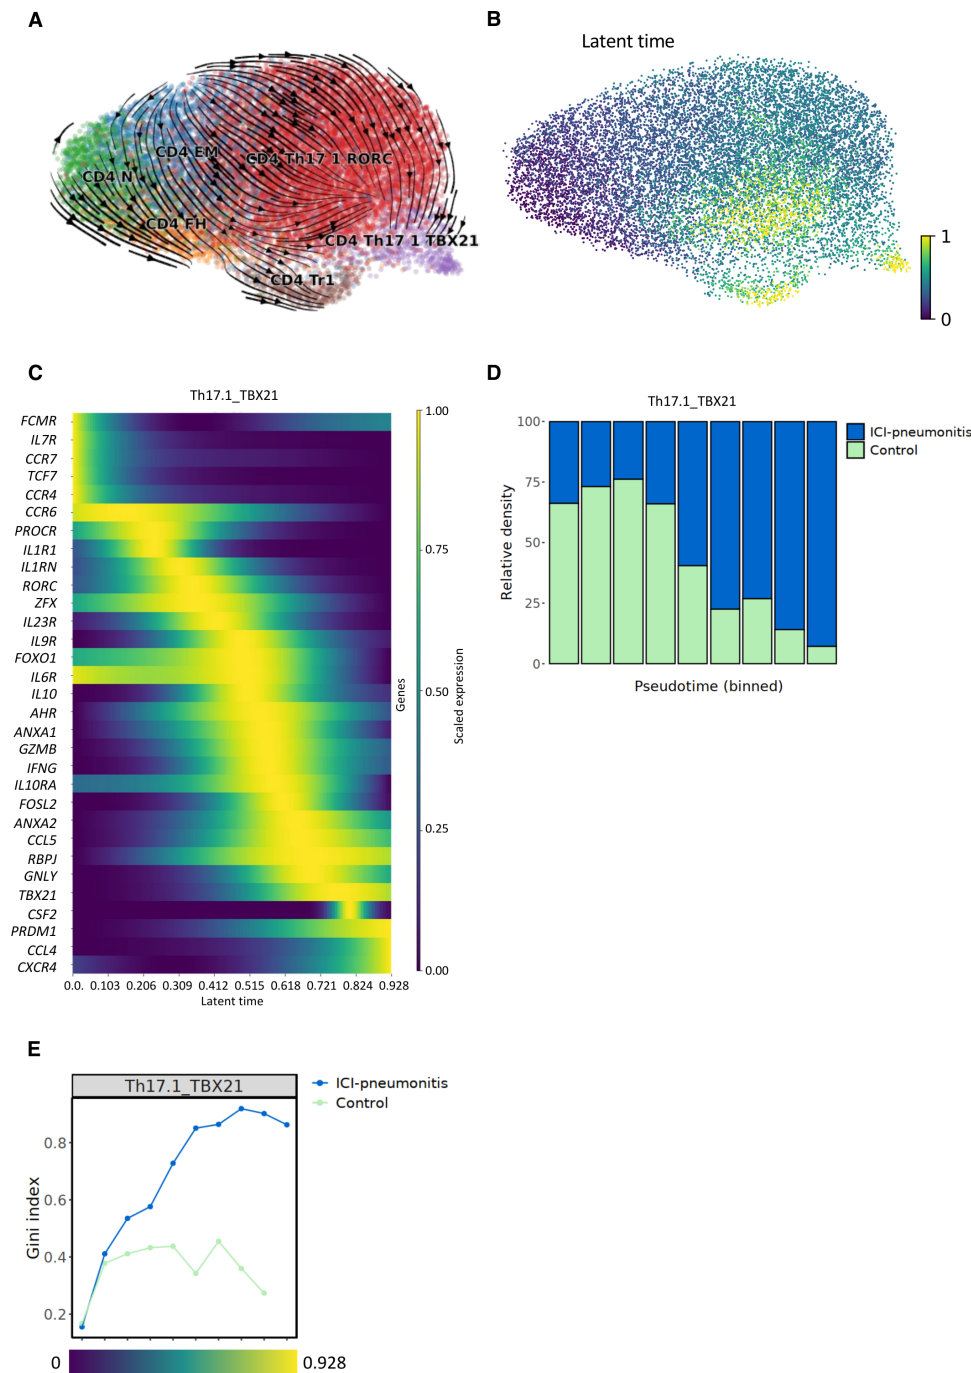 A
CD4 N
CD4 EM
CD4 Th17 1 RORC
CD4 FH
CD4 Th17 1 TBX21
CD4 Tr1
B
Latent time
1
0
C
Th17.1_TBX21
FCMR
IL7R
CCR7
TCF7
CCR4
CCR6
PROCR
IL1R1
IL1RN
RORC
ZFX
IL23R
IL9R
FOXO1
IL6R
IL10
AHR
ANXA1
GZMB
IFNG
IL10RA
FOSL2
ANXA2
CCL5
RBPJ
GNLY
TBX21
CSF2
PRDM1
CCL4
CXCR4
0.0. 0.103 0.206 0.309 0.412 0.515 0.618 0.721 0.824 0.928
Latent time
Genes
1.00
0.75
0.50
0.25
0.00
Scaled expression
D
Th17.1_TBX21
100
75
50
25
0
Relative density
Pseudotime (binned)
ICI-pneumonitis
Control
E
Th17.1_TBX21
ICI-pneumonitis
Control
0.8
0.6
0.4
0.2
Gini index
0
0.928